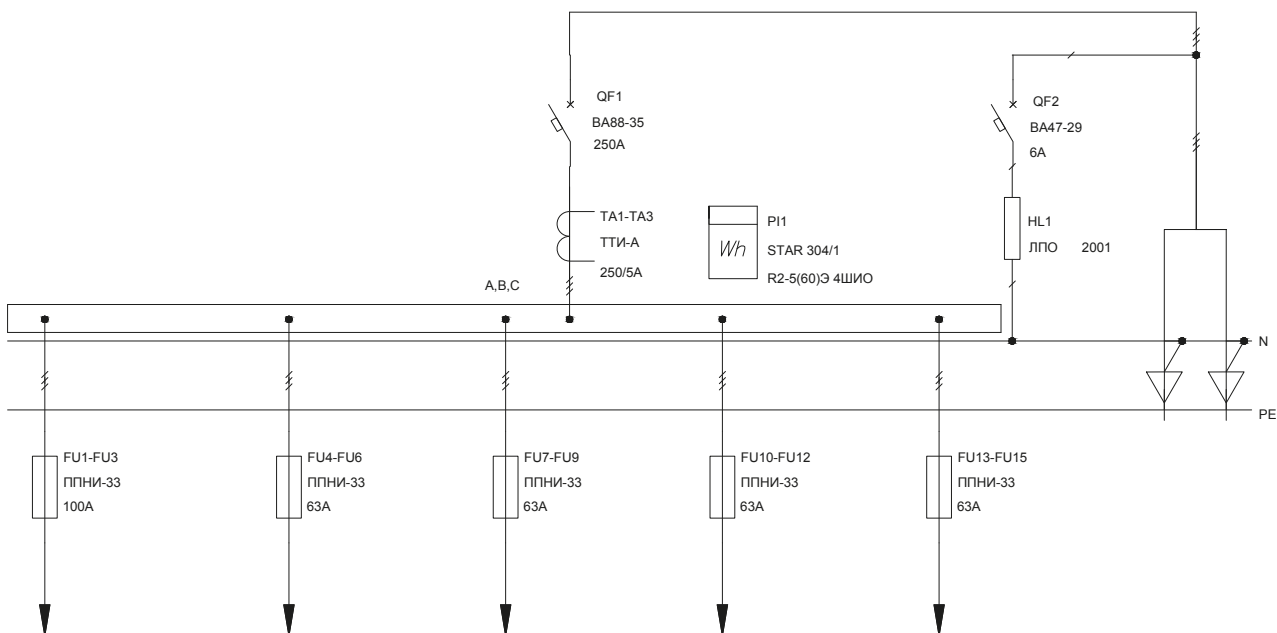 QF1
ВА88-35
250А
QF2
ВА47-29
6А
ТА1-ТА3
ТТИ-А
250/5А
PI1
Wh
STAR 304/1
R2-5(60)Э 4ШИО
HL1
ЛПО 2001
А,В,С
N
PE
FU1-FU3
ППНИ-33
100А
FU4-FU6
ППНИ-33
63А
FU7-FU9
ППНИ-33
63А
FU10-FU12
ППНИ-33
63А
FU13-FU15
ППНИ-33
63А